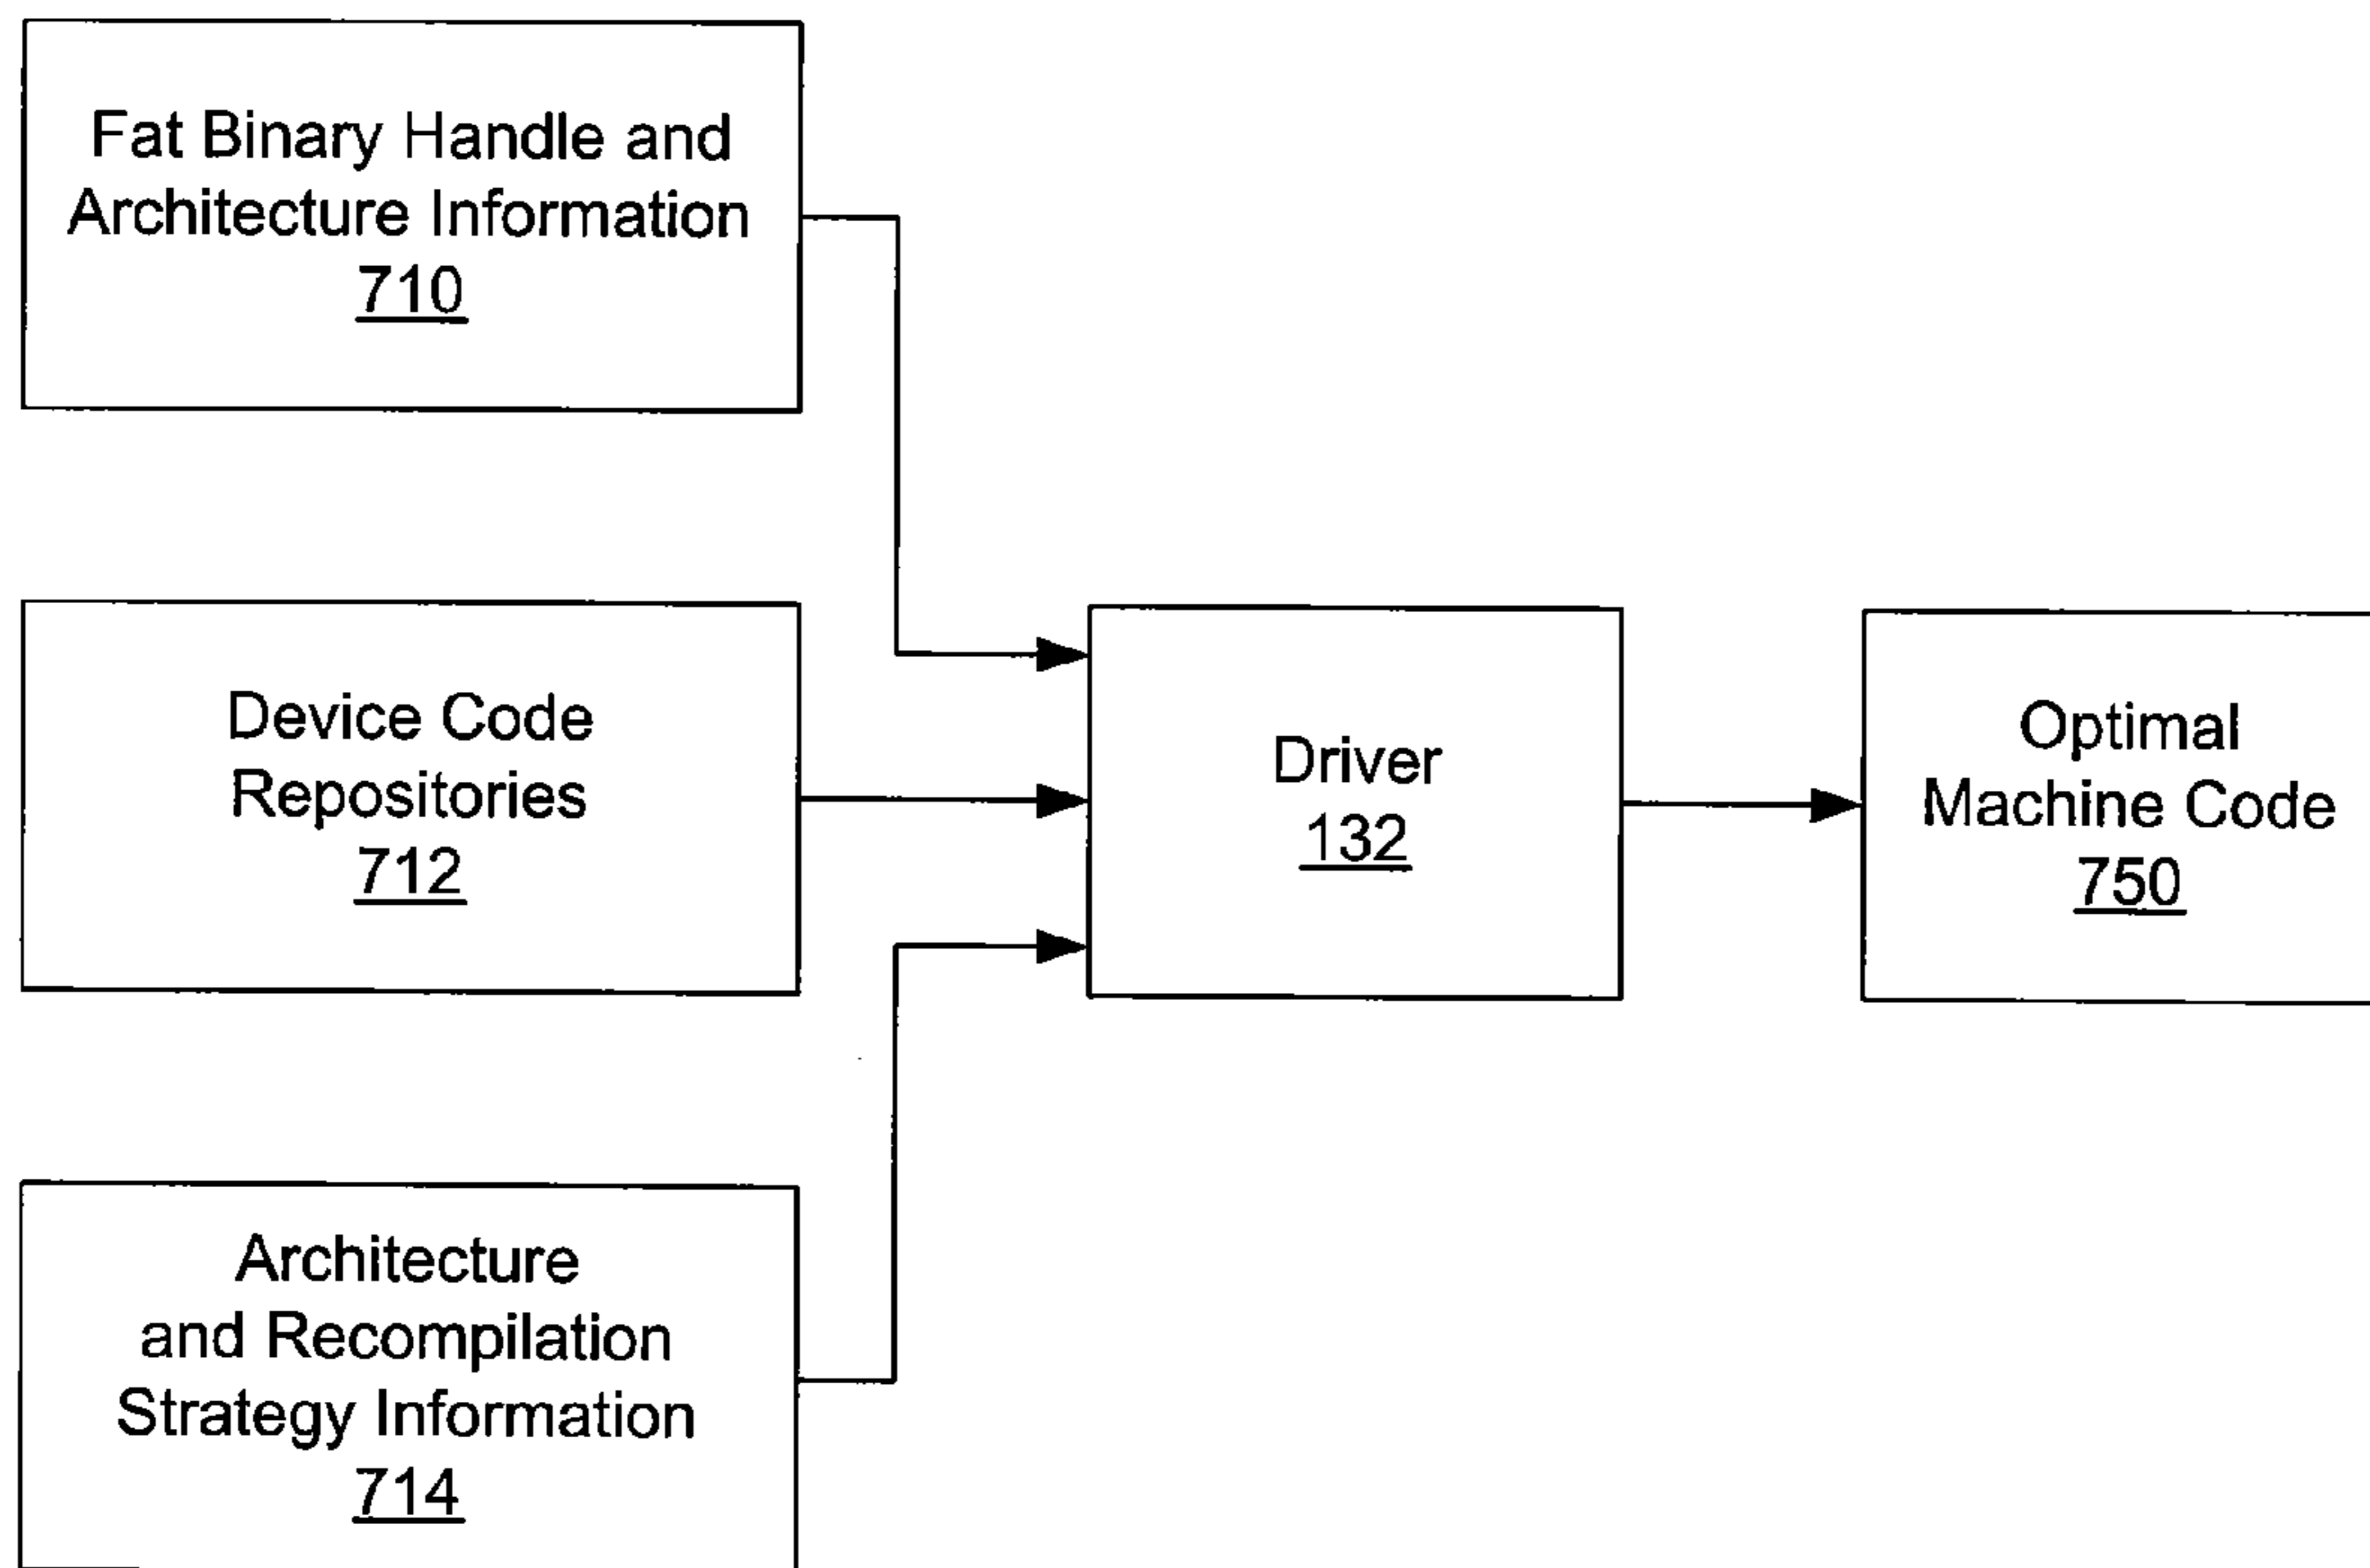 Fat Binary Handle and
Architecture Information
710
Device Code
Repositories
712
Driver
132
Optimal
Machine Code
750
Architecture
and Recompilation
Strategy Information
714